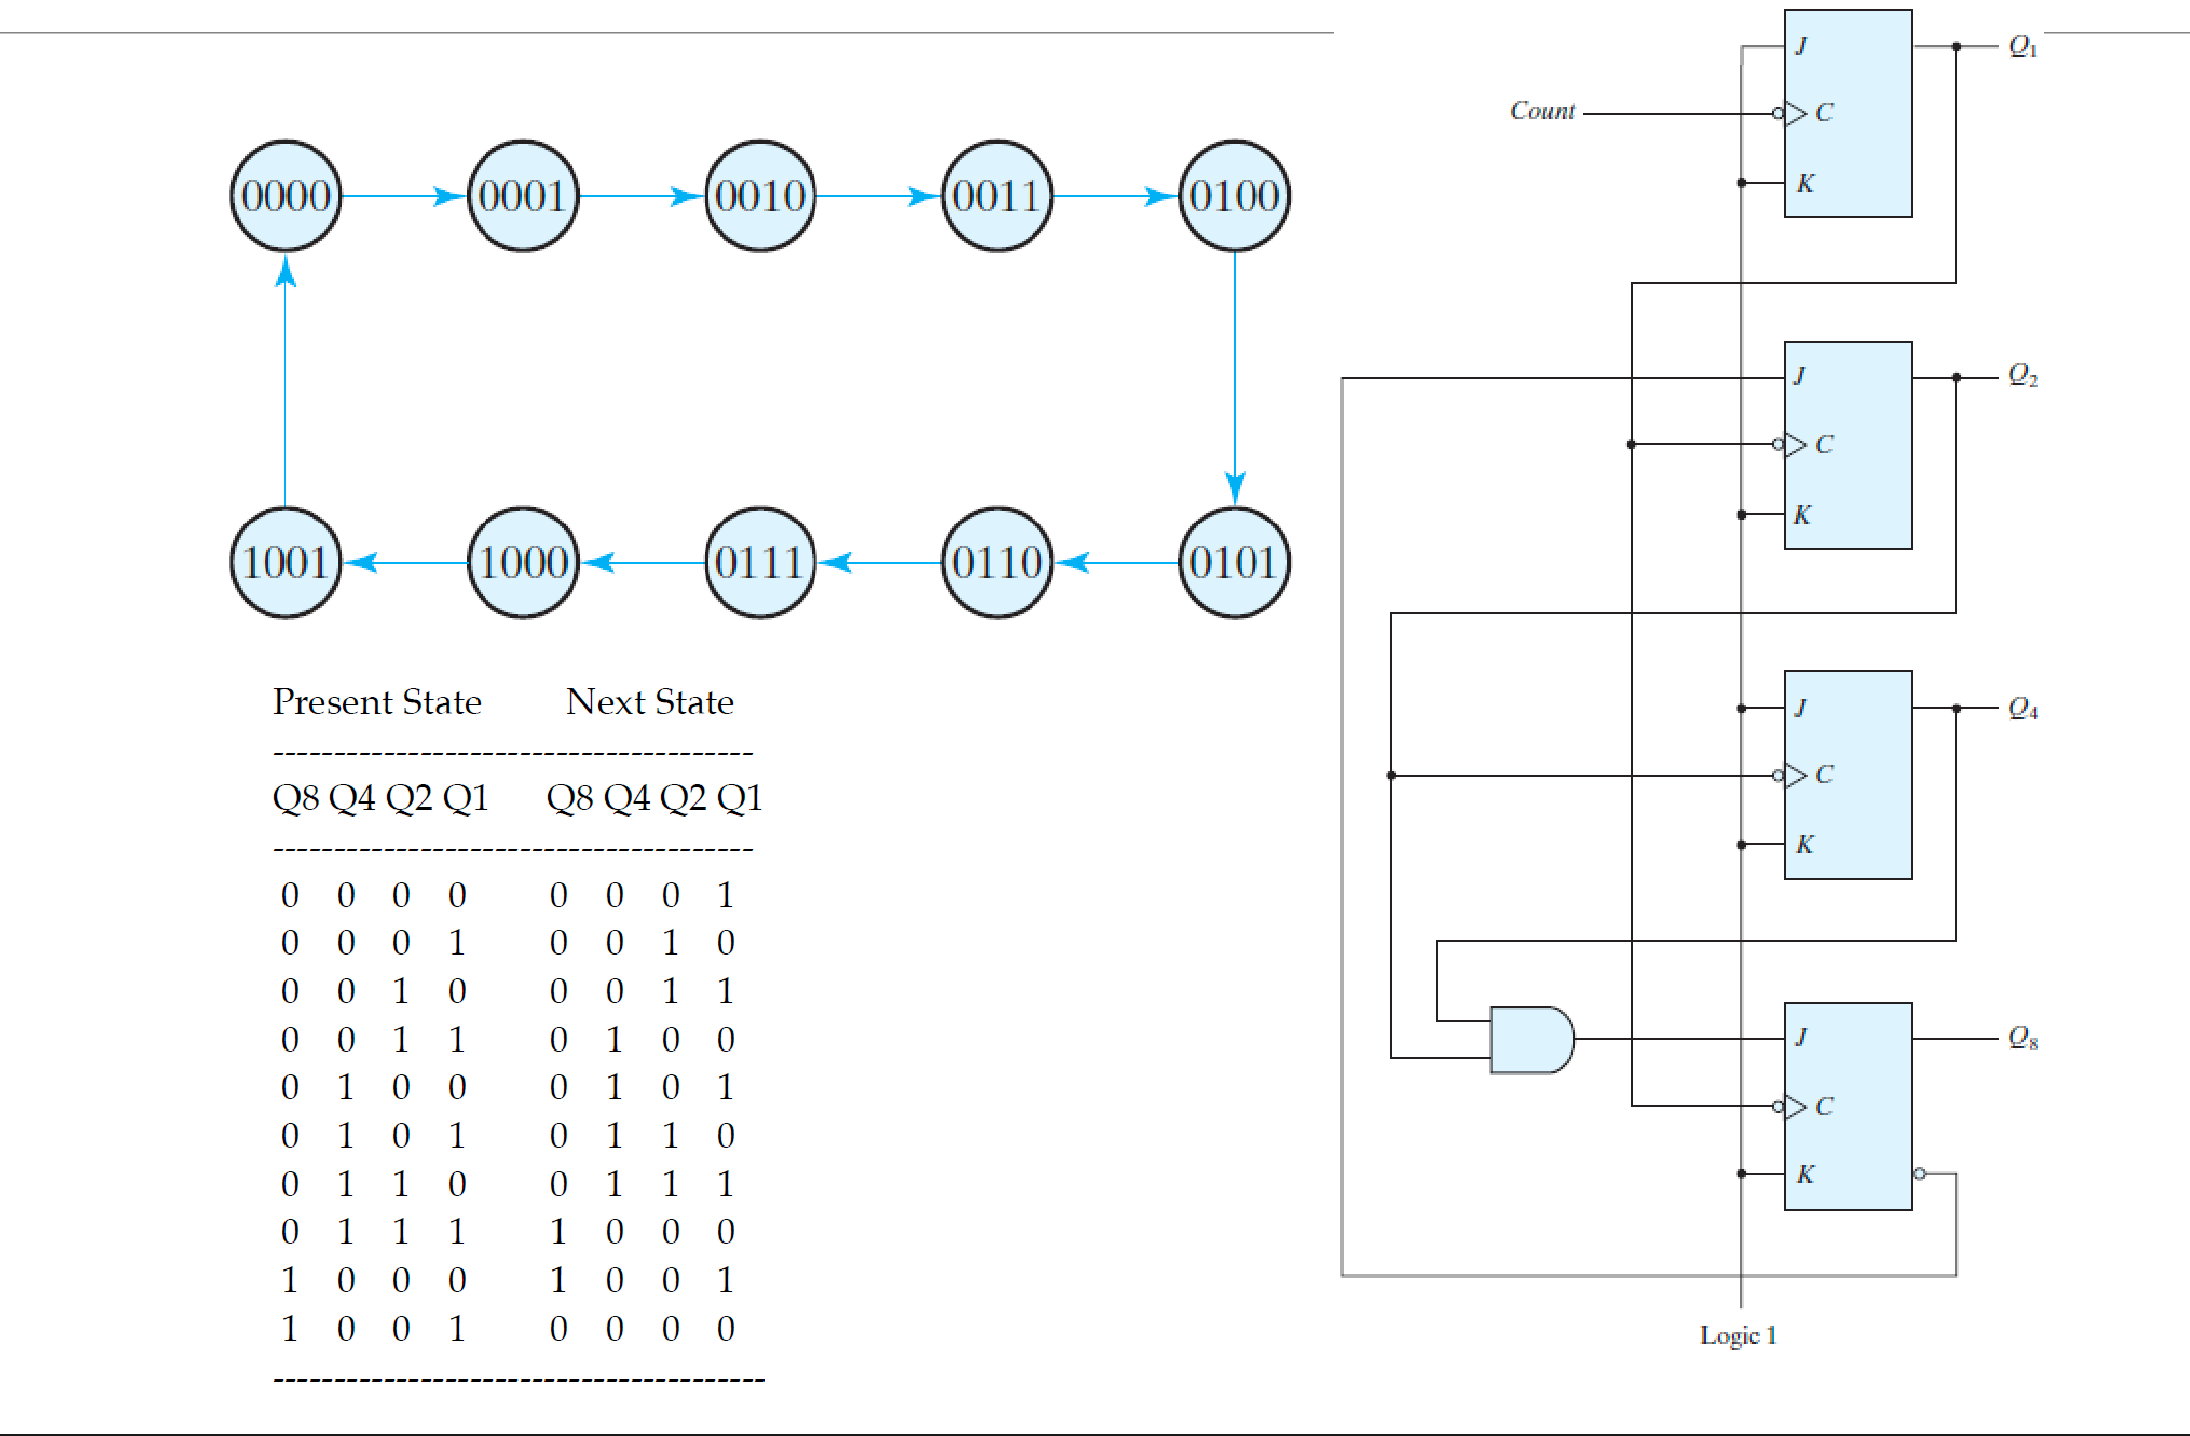 0000 0001 0010 0011 0100
1001 1000 0111 0110 0101
Present State Next State
---------------------------------------
Q8 Q4 Q2 Q1 Q8 Q4 Q2 Q1
---------------------------------------
0 0 0 0 0 0 0 1
0 0 0 1 0 0 1 0
0 0 1 0 0 0 1 1
0 0 1 1 0 1 0 0
0 1 0 0 0 1 0 1
0 1 0 1 0 1 1 0
0 1 1 0 0 1 1 1
0 1 1 1 1 0 0 0
1 0 0 0 1 0 0 1
1 0 0 1 0 0 0 0
----------------------------------------
J Q₁
Count C
K
J Q₂
C
K
J Q₄
C
K
J Q₈
C
K
Logic 1